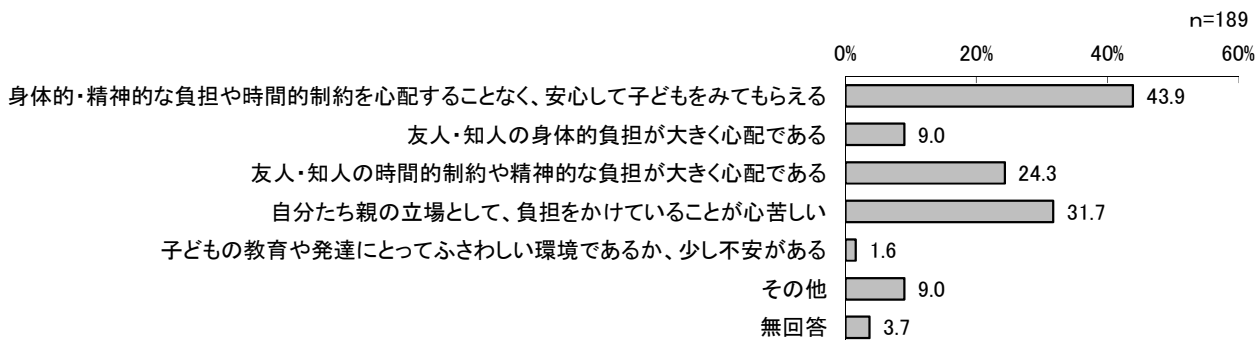 n=189
0% 20% 40% 60%
身体的・精神的な負担や時間的制約を心配することなく、安心して子どもをみてもらえる 43.9
友人・知人の身体的負担が大きく心配である 9.0
友人・知人の時間的制約や精神的な負担が大きく心配である 24.3
自分たち親の立場として、負担をかけていることが心苦しい 31.7
子どもの教育や発達にとってふさわしい環境であるか、少し不安がある 1.6
その他 9.0
無回答 3.7